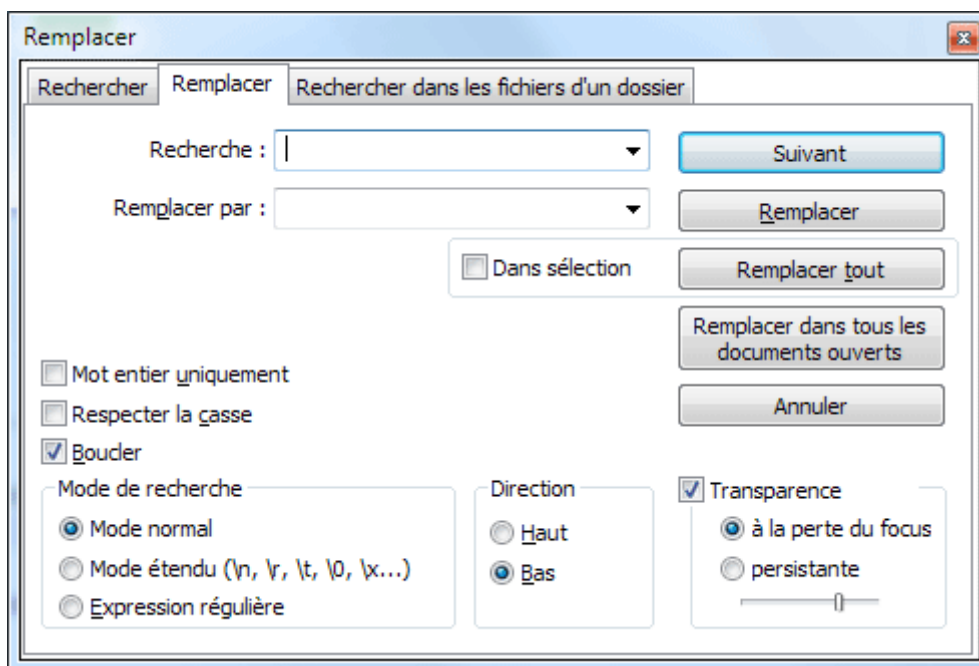 Remplacer
Rechercher Remplacer Rechercher dans les fichiers d'un dossier
Recherche : Suivant
Remplacer par : Remplacer
Dans sélection Remplacer tout
Remplacer dans tous les
documents ouverts
Mot entier uniquement
Respecter la casse Annuler
Boucler
Mode de recherche Direction Transparence
Mode normal Haut à la perte du focus
Mode étendu (\n, \r, \t, \0, \x...) Bas persistante
Expression régulière